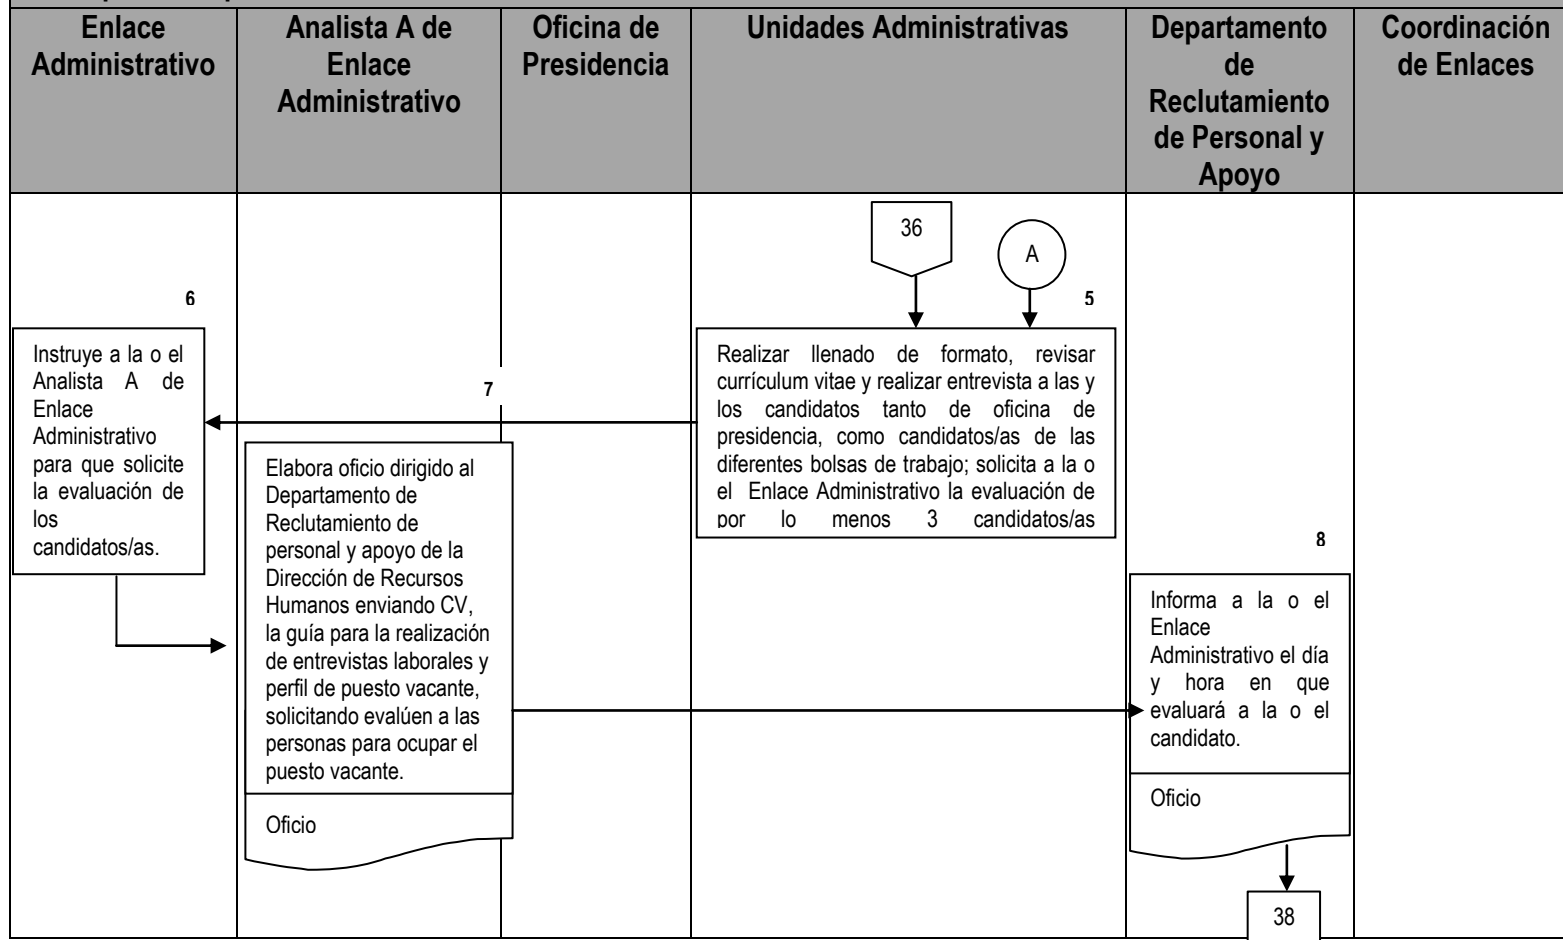 Enlace
Administrativo
Analista A de
Enlace
Administrativo
Oficina de
Presidencia
Unidades Administrativas
Departamento
de
Reclutamiento
de Personal y
Apoyo
Coordinación
de Enlaces
36
A
5
Realizar llenado de formato, revisar
currículum vitae y realizar entrevista a las y
los candidatos tanto de oficina de
presidencia, como candidatos/as de las
diferentes bolsas de trabajo; solicita a la o
el Enlace Administrativo la evaluación de
por lo menos 3 candidatos/as
6
Instruye a la o el
Analista A de
Enlace
Administrativo
para que solicite
la evaluación de
los
candidatos/as.
7
Elabora oficio dirigido al
Departamento de
Reclutamiento de
personal y apoyo de la
Dirección de Recursos
Humanos enviando CV,
la guía para la realización
de entrevistas laborales y
perfil de puesto vacante,
solicitando evalúen a las
personas para ocupar el
puesto vacante.
Oficio
8
Informa a la o el
Enlace
Administrativo el día
y hora en que
evaluará a la o el
candidato.
Oficio
38